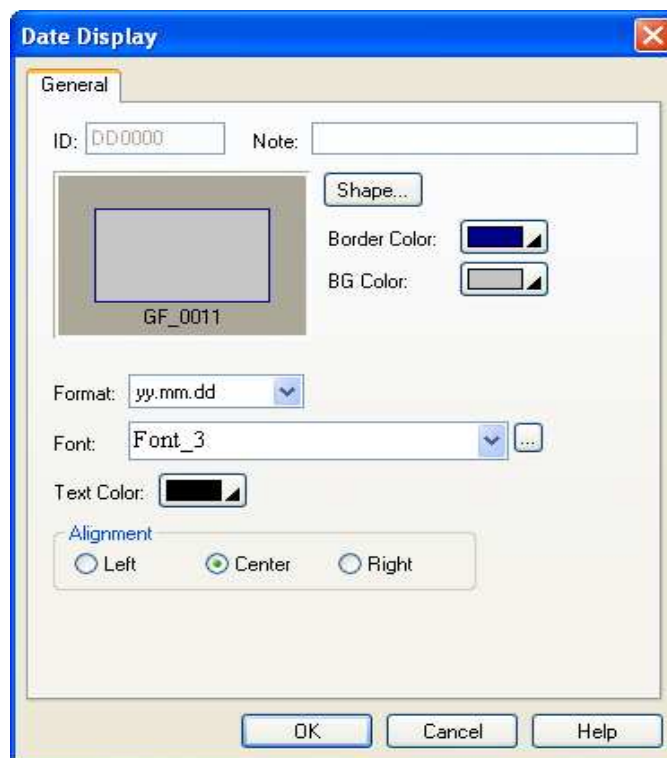 Date Display
General
ID: DD0000 Note:
Shape...
Border Color:
BG Color:
GF_0011
Format: yy.mm.dd
Font: Font_3 ...
Text Color:
Alignment
Left Center Right
OK Cancel Help